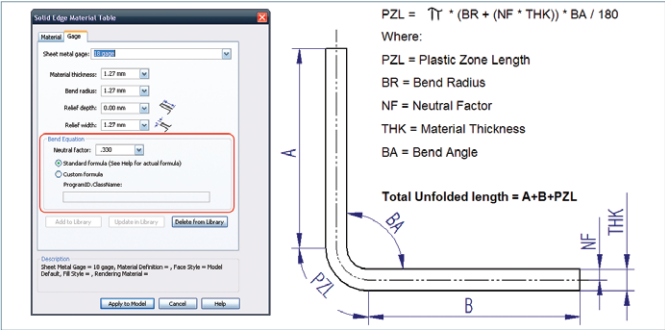 Solid Edge Material Table
Material Gage
Sheet metal gage: 18 gage
Material thickness: 1.27 mm
Bend radius: 1.27 mm
Relief depth: 0.00 mm
Relief width: 1.27 mm
Bend Equation
Neutral factor: .330
Standard formula (See Help for actual formula)
Custom formula
ProgramID.ClassName:
Add to Library Update in Library Delete from Library
Description
Sheet Metal Gage = 18 gage, Material Definition = , Face Style = Model
Default, Fill Style = , Rendering Material =
Apply to Model Cancel Help
PZL = π * (BR + (NF * THK)) * BA / 180
Where:
PZL = Plastic Zone Length
BR = Bend Radius
NF = Neutral Factor
THK = Material Thickness
BA = Bend Angle
Total Unfolded length = A+B+PZL
A
BA
PZL
B
NF
THK